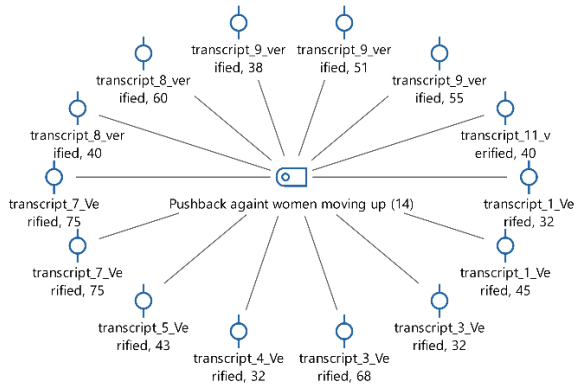 transcript_9_ver
ified, 38
transcript_9_ver
ified, 51
transcript_8_ver
ified, 60
transcript_9_ver
ified, 55
transcript_8_ver
ified, 40
transcript_11_v
erified, 40
transcript_7_Ve
rified, 75
Pushback againt women moving up (14)
transcript_1_Ve
rified, 32
transcript_7_Ve
rified, 75
transcript_1_Ve
rified, 45
transcript_5_Ve
rified, 43
transcript_4_Ve
rified, 32
transcript_3_Ve
rified, 68
transcript_3_Ve
rified, 32